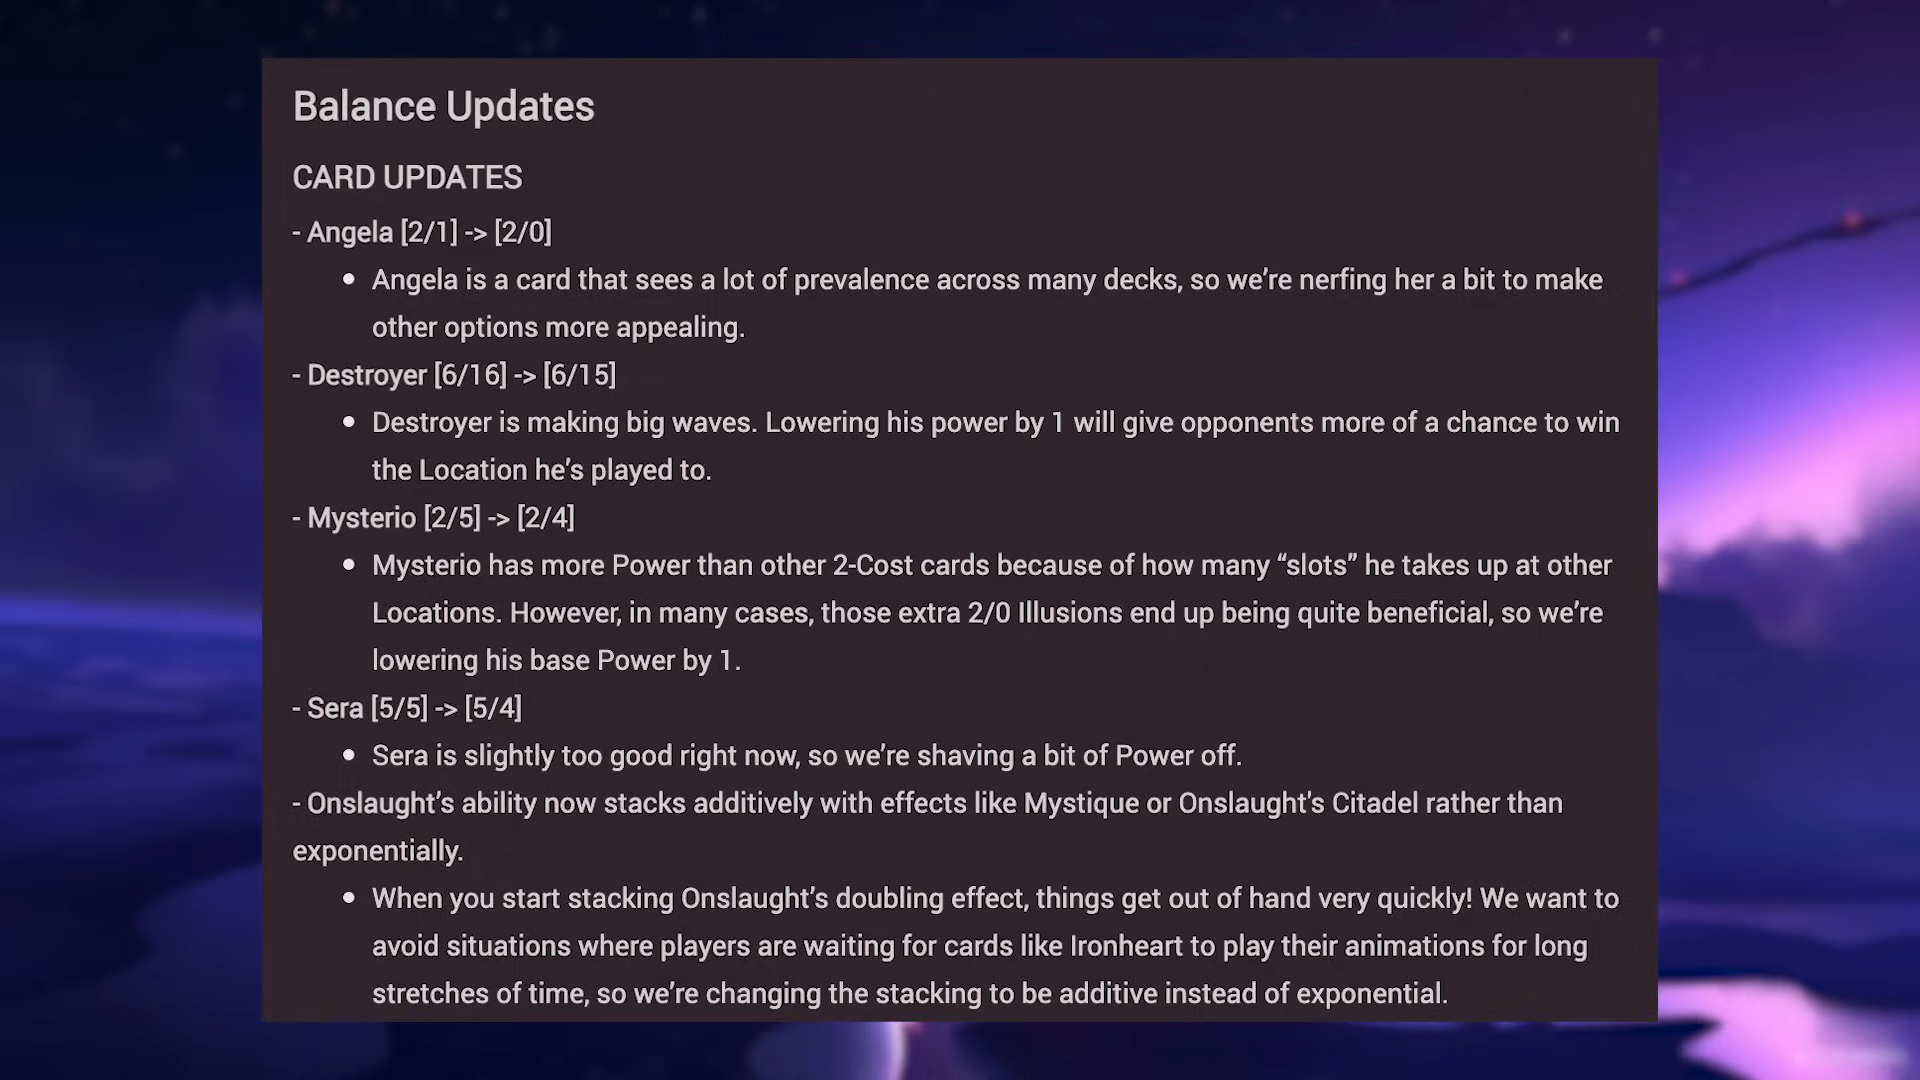 Balance Updates
CARD UPDATES
- Angela [2/1] -> [2/0]
• Angela is a card that sees a lot of prevalence across many decks, so we’re nerfing her a bit to make
other options more appealing.
- Destroyer [6/16] -> [6/15]
• Destroyer is making big waves. Lowering his power by 1 will give opponents more of a chance to win
the Location he’s played to.
- Mysterio [2/5] -> [2/4]
• Mysterio has more Power than other 2-Cost cards because of how many “slots” he takes up at other
Locations. However, in many cases, those extra 2/0 Illusions end up being quite beneficial, so we’re
lowering his base Power by 1.
- Sera [5/5] -> [5/4]
• Sera is slightly too good right now, so we’re shaving a bit of Power off.
- Onslaught’s ability now stacks additively with effects like Mystique or Onslaught's Citadel rather than
exponentially.
• When you start stacking Onslaught’s doubling effect, things get out of hand very quickly! We want to
avoid situations where players are waiting for cards like Ironheart to play their animations for long
stretches of time, so we’re changing the stacking to be additive instead of exponential.